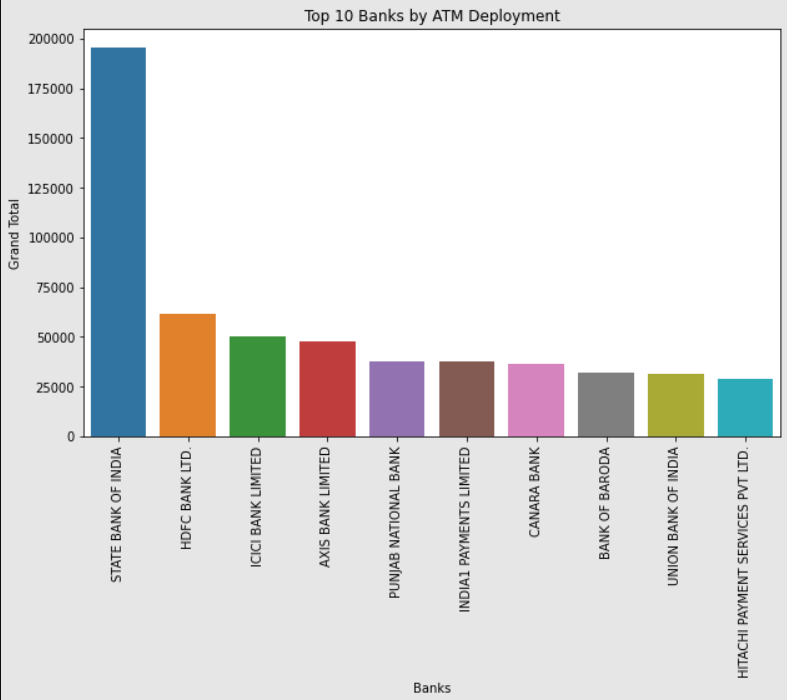 Top 10 Banks by ATM Deployment
200000
175000
150000
125000
100000
75000
50000
25000
0
Grand Total
STATE BANK OF INDIA
HDFC BANK LTD.
ICICI BANK LIMITED
AXIS BANK LIMITED
PUNJAB NATIONAL BANK
INDIA1 PAYMENTS LIMITED
CANARA BANK
BANK OF BARODA
UNION BANK OF INDIA
HITACHI PAYMENT SERVICES PVT LTD.
Banks